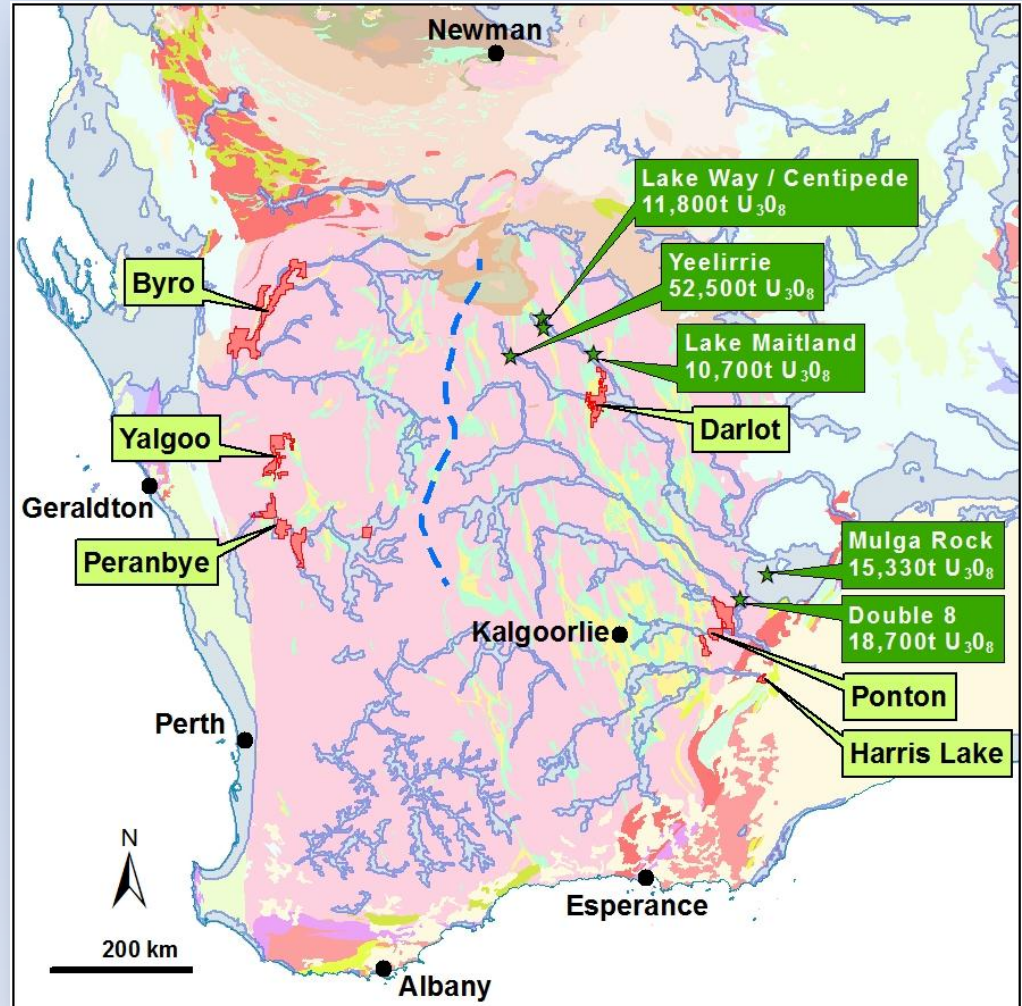 Newman
Lake Way / Centipede
11,800t U₃0₈
Byro
Yeelirrie
52,500t U₃0₈
Lake Maitland
10,700t U₃0₈
Yalgoo
Darlot
Geraldton
Peranbye
Mulga Rock
15,330t U₃0₈
Kalgoorlie
Double 8
18,700t U₃0₈
Ponton
Perth
Harris Lake
N
Esperance
200 km
Albany